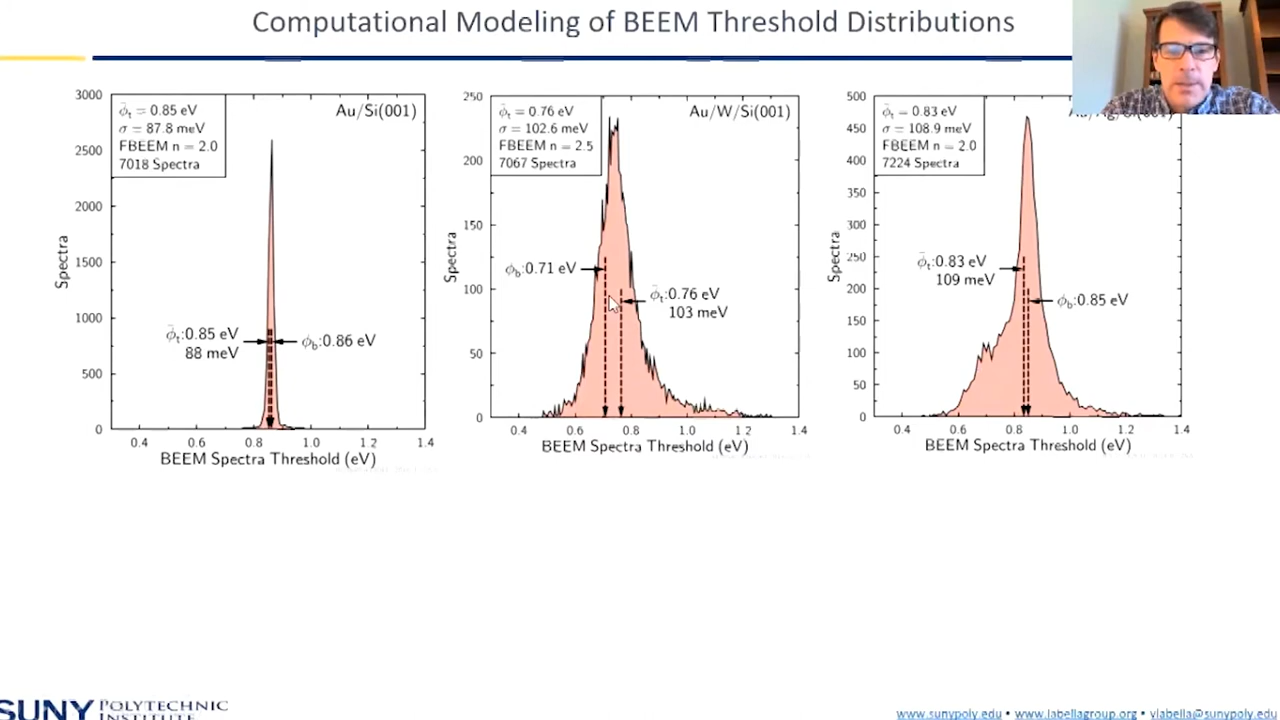 Computational Modeling of BEEM Threshold Distributions
3000
2500
2000
1500
1000
500
0
Spectra
ϕ̄t = 0.85 eV
σ = 87.8 meV
FBEEM n = 2.0
7018 Spectra
Au/Si(001)
ϕ̄t:0.85 eV
88 meV
ϕb:0.86 eV
0.4 0.6 0.8 1.0 1.2 1.4
BEEM Spectra Threshold (eV)
250
200
150
100
50
0
Spectra
ϕ̄t = 0.76 eV
σ = 102.6 meV
FBEEM n = 2.5
7067 Spectra
Au/W/Si(001)
ϕb:0.71 eV
ϕ̄t:0.76 eV
103 meV
0.4 0.6 0.8 1.0 1.2 1.4
BEEM Spectra Threshold (eV)
500
450
400
350
300
250
200
150
100
50
0
Spectra
ϕ̄t = 0.83 eV
σ = 108.9 meV
FBEEM n = 2.0
7224 Spectra
ϕ̄t:0.83 eV
109 meV
ϕb:0.85 eV
0.4 0.6 0.8 1.0 1.2 1.4
BEEM Spectra Threshold (eV)
SUNY POLYTECHNIC
INSTITUTE
www.sunypoly.edu • www.labellagroup.org • vlabella@sunypoly.edu